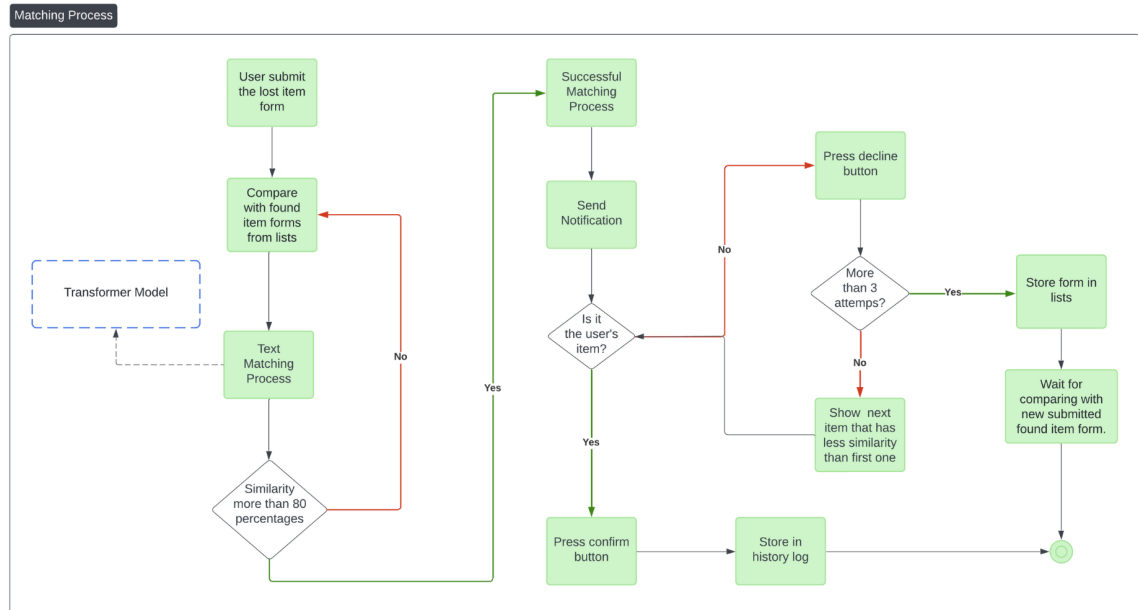 Matching Process
User submit
the lost item
form
Compare
with found
item forms
from lists
Transformer Model
Text
Matching
Process
No
Similarity
more than 80
percentages
Yes
Successful
Matching
Process
Send
Notification
Is it
the user's
item?
Yes
No
Press confirm
button
Store in
history log
Press decline
button
More
than 3
attemps?
Yes
No
Show next
item that has
less similarity
than first one
Store form in
lists
Wait for
comparing with
new submitted
found item form.